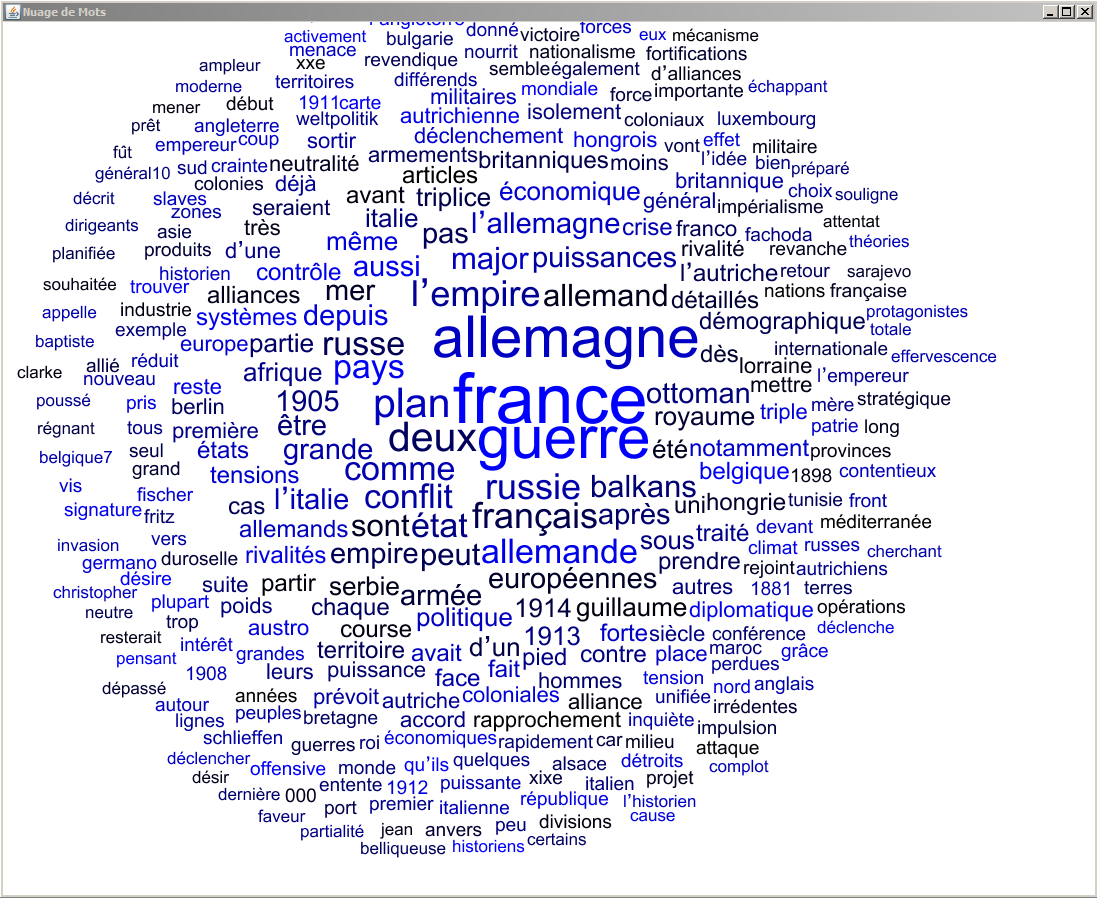 Nuage de Mots
donné victoire forces eux mécanisme
activement bulgarie
menace revendique nourrit nationalisme fortifications
ampleur xxe semble également d’alliances
moderne territoires différends mondiale force importante échappant
mener début 1911 carte militaires
prêt angleterre weltpolitik autrichienne isolement coloniaux luxembourg
fût empereur coup sortir déclenchement hongrois vont effet militaire
général10 sud crainte neutralité armements britanniques moins l’idée bien préparé
décrit colonies déjà articles britannique choix souligne
slaves avant triplice économique général impérialisme
zones seraient italie l’allemagne crise franco attentat
dirigeants asie très même pas rivalité fachoda revanche théories
planifiée produits d’une aussi major puissances
historien contrôle l’autriche retour sarajevo
souhaitée trouver alliances mer l’empire allemand détaillés nations française
appelle industrie systèmes depuis démographique protagonistes
baptiste exemple europe partie russe allemagne dès internationale totale
clarke allié réduit afrique pays lorraine effervescence
nouveau reste mettre l’empereur
poussé pris berlin 1905 plan france ottoman mère stratégique
régnant tous première être deux royaume triple patrie long
belgique7 seul états grande guerre été notamment provinces
grand tensions comme belgique 1898 contentieux
vis fischer l’italie conflit russie balkans
signature fritz cas sont état français après uni hongrie tunisie front
vers allemands sous traité devant méditerranée
invasion duroselle rivalités empire peut allemande climat russes cherchant
germano prendre rejoint autrichiens
christopher désire suite partir serbie européennes autres 1881 terres
neutre plupart poids chaque armée 1914 guillaume diplomatique opérations
trop austro course politique 1913 forte siècle conférence déclenche
resterait intérêt territoire avait d’un pied contre place maroc grâce
pensant grandes perdues
1908 leurs puissance face fait hommes tension nord anglais
dépassé années prévoit autriche coloniales alliance unifiée irrédentes
autour peuples bretagne accord rapprochement inquiète impulsion
lignes
schlieffen guerres roi économiques rapidement car milieu attaque
déclencher offensive monde qu’ils quelques alsace détroits complot
désir entente 1912 puissante xixe italien projet
dernière 000 port premier italienne république l’historien
faveur partialité jean anvers peu divisions cause
belliqueuse historiens certains